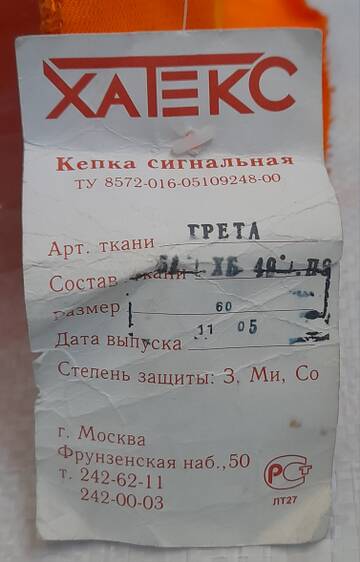 ХАТЕКС
Кепка сигнальная
ТУ 8572-016-05109248-00
Арт. ткани ГРЕТА
Состав ткани ХБ
размер 60
Дата выпуска 11 05
Степень защиты: З, Ми, Со
г. Москва
Фрунзенская наб.,50
т. 242-62-11
242-00-03
РСТ
ЛТ27